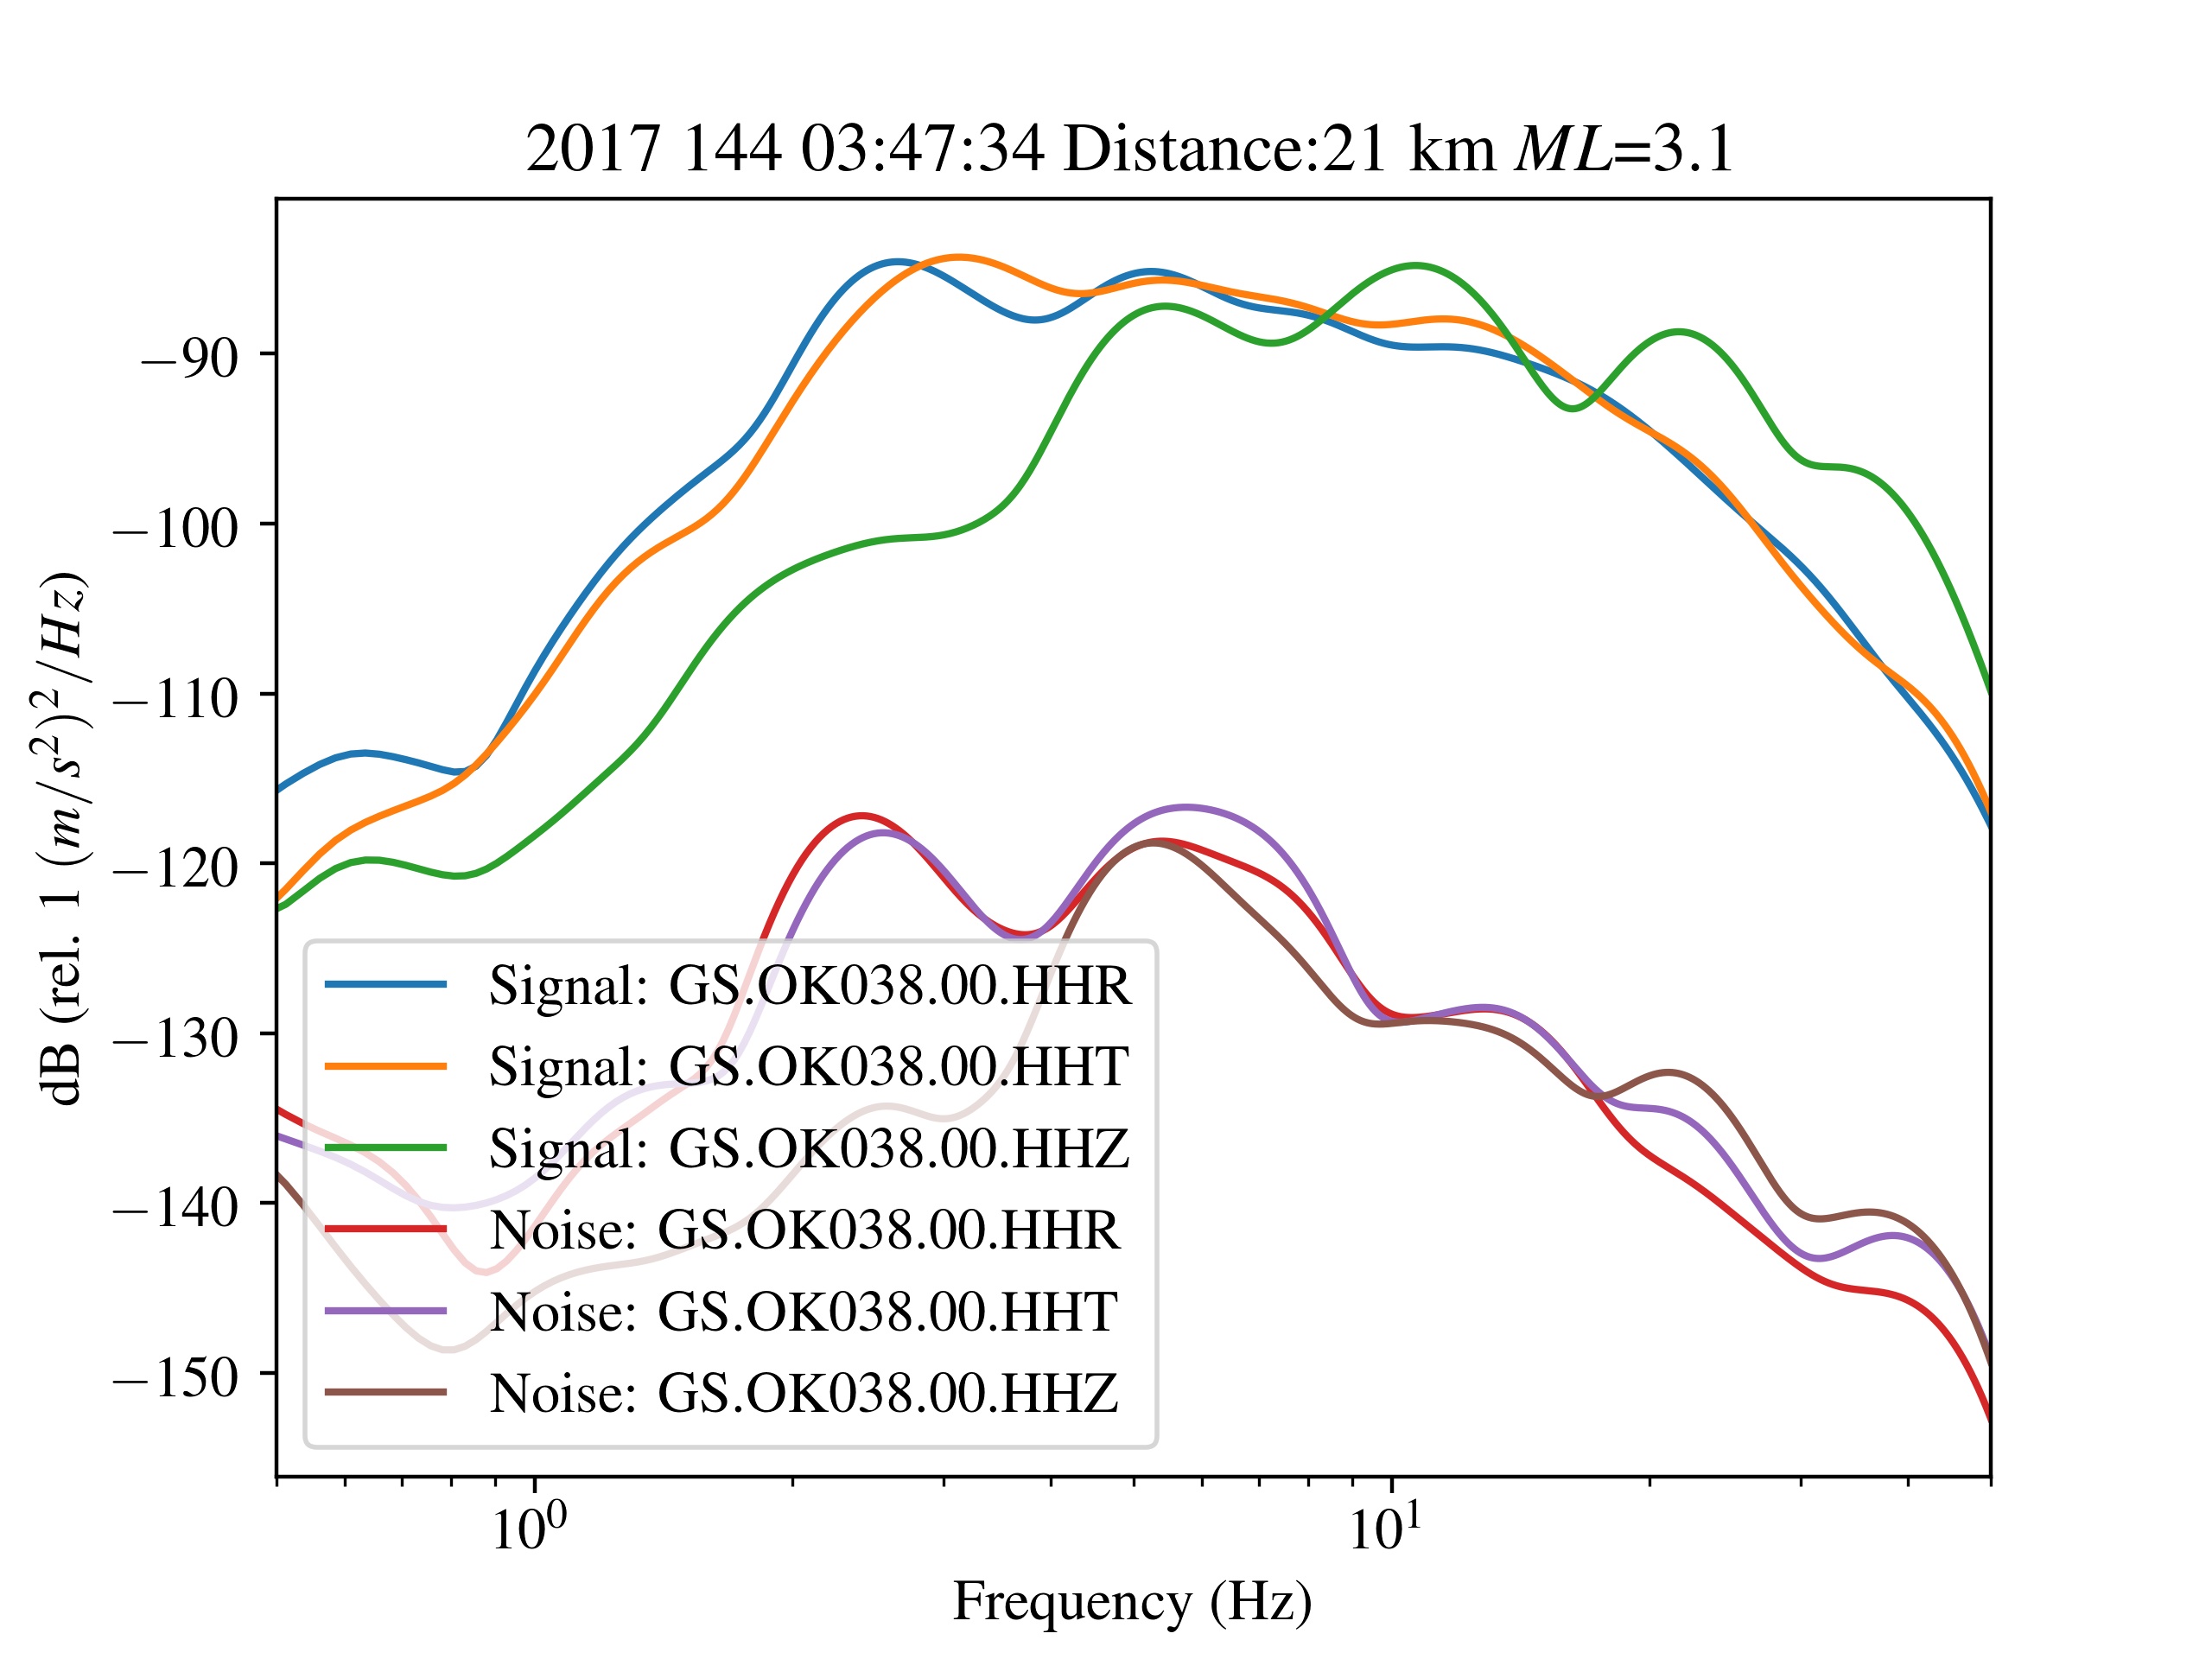 2017 144 03:47:34 Distance:21 km ML=3.1
dB (rel. 1 (m/s²)²/Hz)
−90
−100
−110
−120
−130
−140
−150
Signal: GS.OK038.00.HHR
Signal: GS.OK038.00.HHT
Signal: GS.OK038.00.HHZ
Noise: GS.OK038.00.HHR
Noise: GS.OK038.00.HHT
Noise: GS.OK038.00.HHZ
10⁰ 10¹
Frequency (Hz)